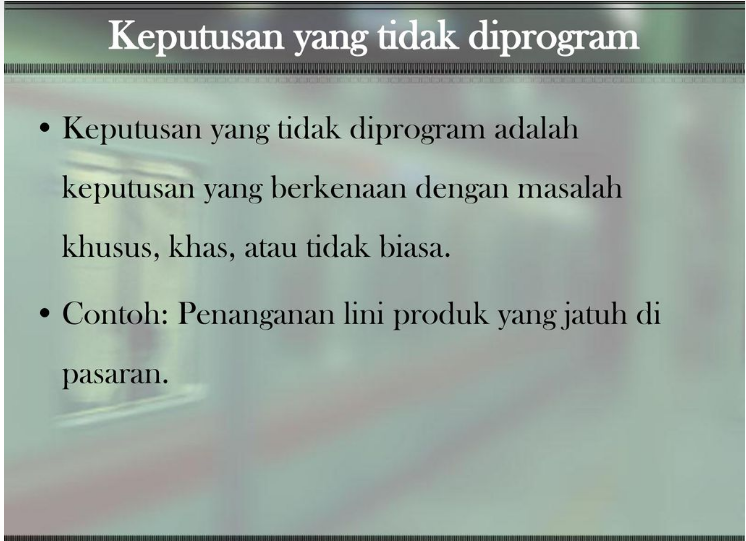 Keputusan yang tidak diprogram
• Keputusan yang tidak diprogram adalah
keputusan yang berkenaan dengan masalah
khusus, khas, atau tidak biasa.
• Contoh: Penanganan lini produk yang jatuh di
pasaran.